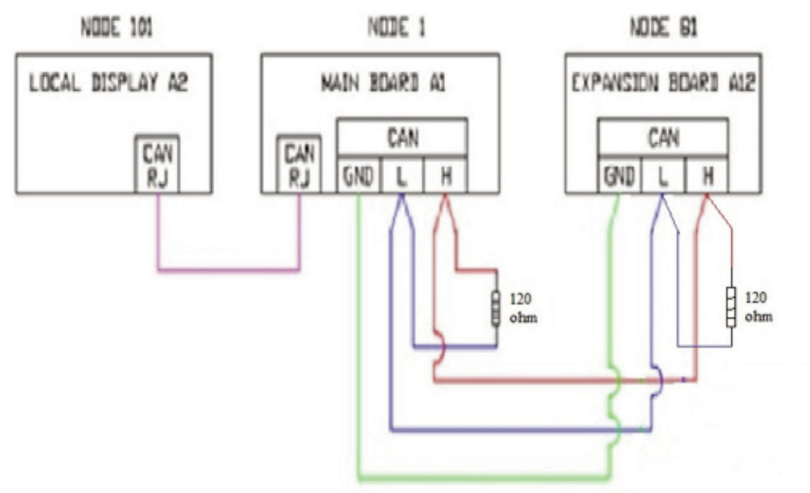 NODE 101
NODE 1
NODE 81
LOCAL DISPLAY A2
MAIN BOARD A1
EXPANSION BOARD A12
CAN
RJ
CAN
RJ
CAN
GND L H
CAN
GND L H
120
ohm
120
ohm